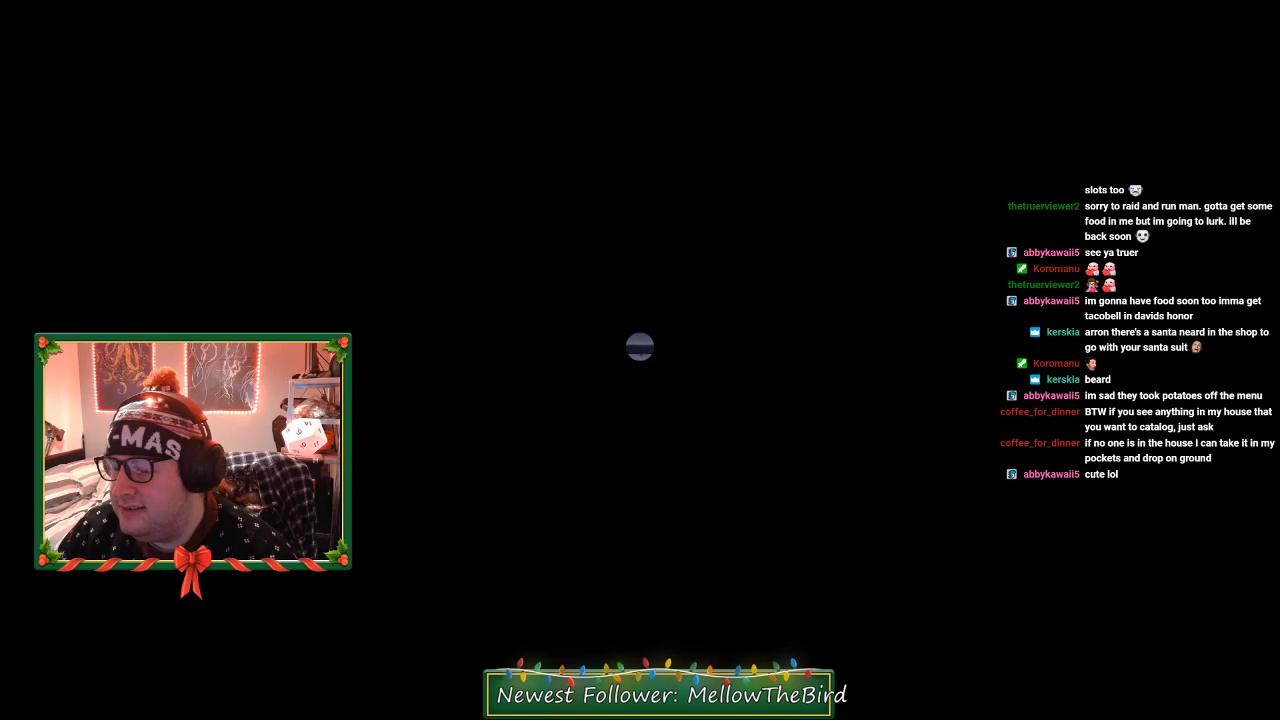 slots too
thetruerviewer2 sorry to raid and run man. gotta get some
food in me but im going to lurk. ill be
back soon
abbykawaii5 see ya truer
Koromanu
thetruerviewer2
abbykawaii5 im gonna have food soon too imma get
tacobell in davids honor
kerskia arron there's a santa neard in the shop to
go with your santa suit
Koromanu
kerskia beard
abbykawaii5 im sad they took potatoes off the menu
coffee_for_dinner BTW if you see anything in my house that
you want to catalog, just ask
coffee_for_dinner if no one is in the house I can take it in my
pockets and drop on ground
abbykawaii5 cute lol
-MAS
Newest Follower: MellowTheBird